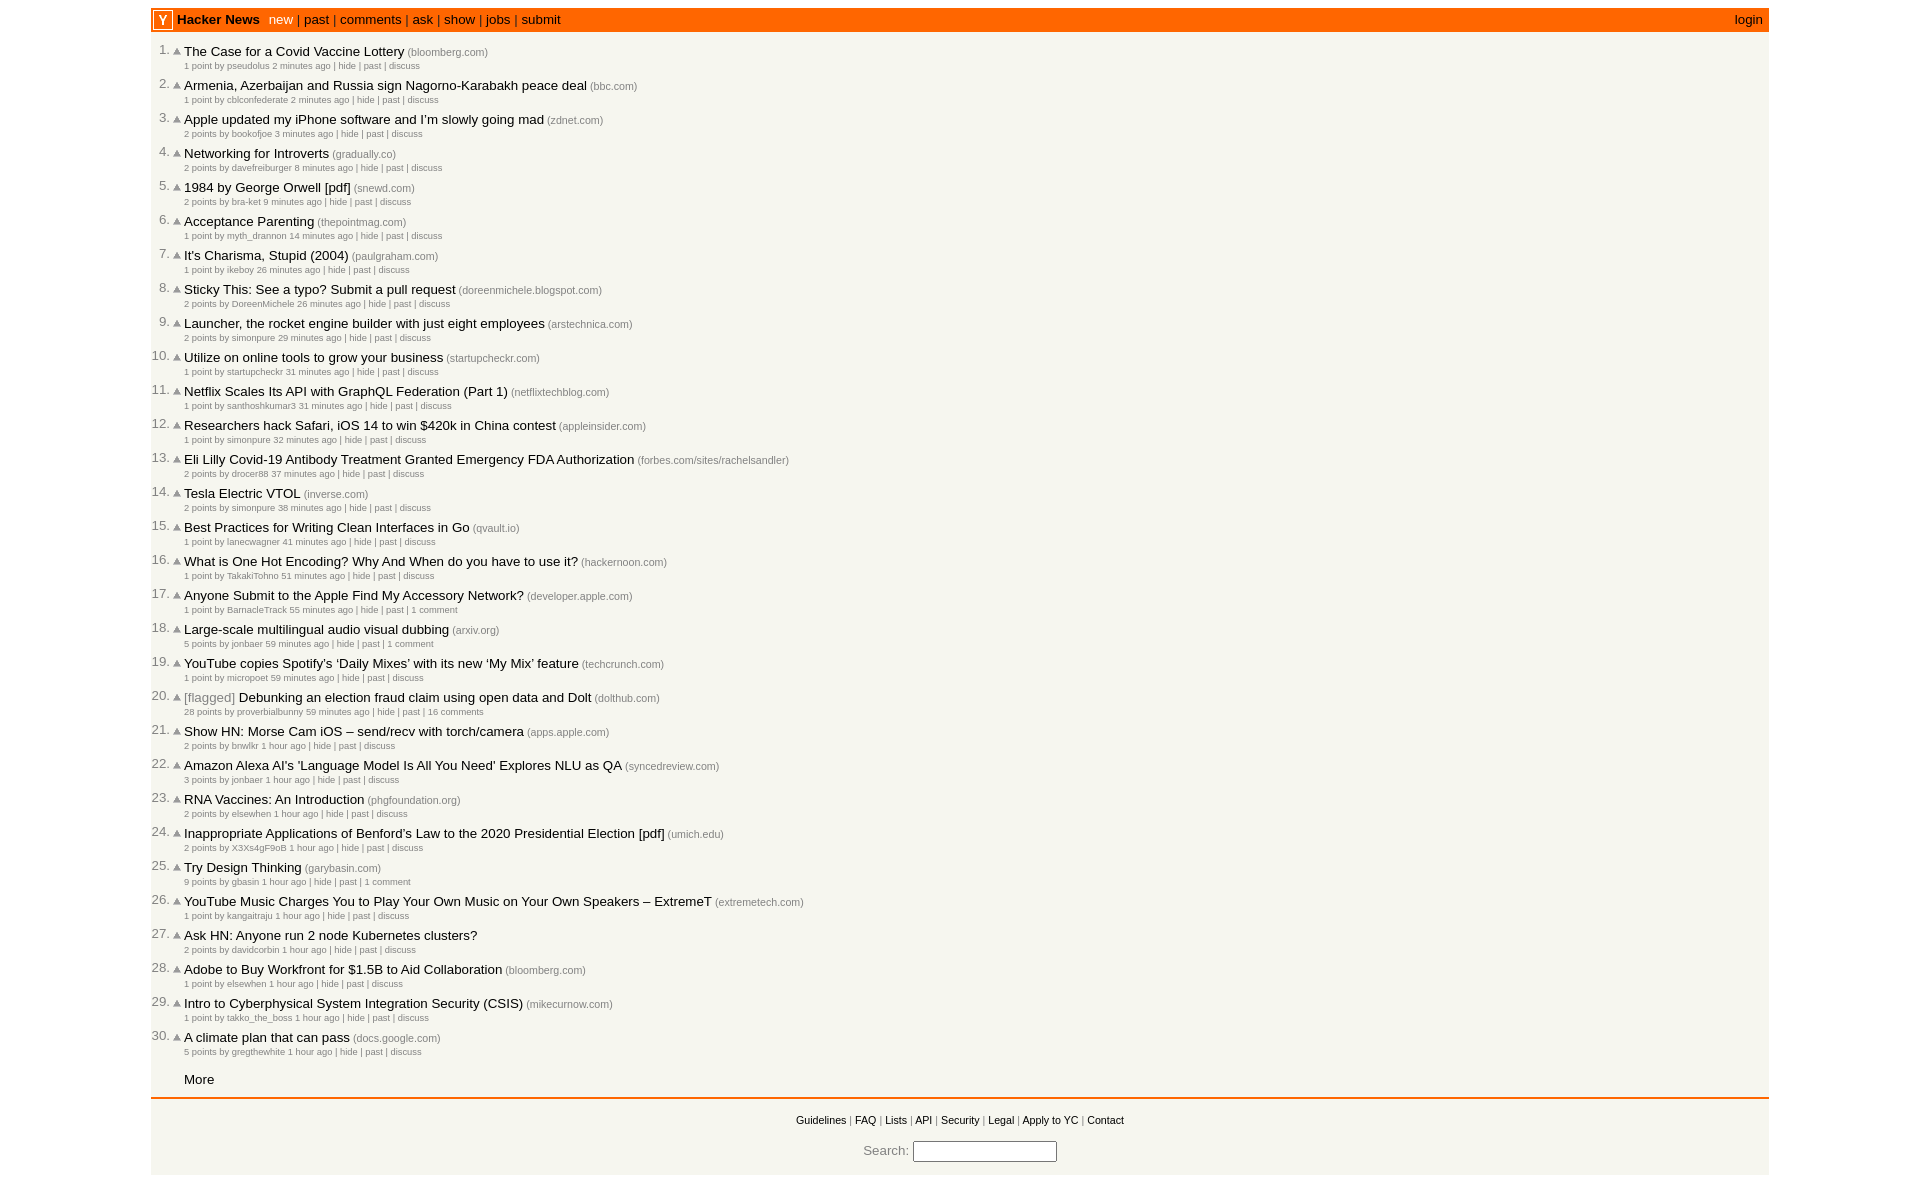 Y Hacker News new | past | comments | ask | show | jobs | submit login
1. The Case for a Covid Vaccine Lottery (bloomberg.com)
1 point by pseudolus 2 minutes ago | hide | past | discuss
2. Armenia, Azerbaijan and Russia sign Nagorno-Karabakh peace deal (bbc.com)
1 point by cblconfederate 2 minutes ago | hide | past | discuss
3. Apple updated my iPhone software and I’m slowly going mad (zdnet.com)
2 points by bookofjoe 3 minutes ago | hide | past | discuss
4. Networking for Introverts (gradually.co)
2 points by davefreiburger 8 minutes ago | hide | past | discuss
5. 1984 by George Orwell [pdf] (snewd.com)
2 points by bra-ket 9 minutes ago | hide | past | discuss
6. Acceptance Parenting (thepointmag.com)
1 point by myth_drannon 14 minutes ago | hide | past | discuss
7. It's Charisma, Stupid (2004) (paulgraham.com)
1 point by ikeboy 26 minutes ago | hide | past | discuss
8. Sticky This: See a typo? Submit a pull request (doreenmichele.blogspot.com)
2 points by DoreenMichele 26 minutes ago | hide | past | discuss
9. Launcher, the rocket engine builder with just eight employees (arstechnica.com)
2 points by simonpure 29 minutes ago | hide | past | discuss
10. Utilize on online tools to grow your business (startupcheckr.com)
1 point by startupcheckr 31 minutes ago | hide | past | discuss
11. Netflix Scales Its API with GraphQL Federation (Part 1) (netflixtechblog.com)
1 point by santhoshkumar3 31 minutes ago | hide | past | discuss
12. Researchers hack Safari, iOS 14 to win $420k in China contest (appleinsider.com)
1 point by simonpure 32 minutes ago | hide | past | discuss
13. Eli Lilly Covid-19 Antibody Treatment Granted Emergency FDA Authorization (forbes.com/sites/rachelsandler)
2 points by drocer88 37 minutes ago | hide | past | discuss
14. Tesla Electric VTOL (inverse.com)
2 points by simonpure 38 minutes ago | hide | past | discuss
15. Best Practices for Writing Clean Interfaces in Go (qvault.io)
1 point by lanecwagner 41 minutes ago | hide | past | discuss
16. What is One Hot Encoding? Why And When do you have to use it? (hackernoon.com)
1 point by TakakiTohno 51 minutes ago | hide | past | discuss
17. Anyone Submit to the Apple Find My Accessory Network? (developer.apple.com)
1 point by BarnacleTrack 55 minutes ago | hide | past | 1 comment
18. Large-scale multilingual audio visual dubbing (arxiv.org)
5 points by jonbaer 59 minutes ago | hide | past | 1 comment
19. YouTube copies Spotify’s ‘Daily Mixes’ with its new ‘My Mix’ feature (techcrunch.com)
1 point by micropoet 59 minutes ago | hide | past | discuss
20. [flagged] Debunking an election fraud claim using open data and Dolt (dolthub.com)
28 points by proverbialbunny 59 minutes ago | hide | past | 16 comments
21. Show HN: Morse Cam iOS – send/recv with torch/camera (apps.apple.com)
2 points by bnwlkr 1 hour ago | hide | past | discuss
22. Amazon Alexa AI's 'Language Model Is All You Need' Explores NLU as QA (syncedreview.com)
3 points by jonbaer 1 hour ago | hide | past | discuss
23. RNA Vaccines: An Introduction (phgfoundation.org)
2 points by elsewhen 1 hour ago | hide | past | discuss
24. Inappropriate Applications of Benford’s Law to the 2020 Presidential Election [pdf] (umich.edu)
2 points by X3Xs4gF9oB 1 hour ago | hide | past | discuss
25. Try Design Thinking (garybasin.com)
9 points by gbasin 1 hour ago | hide | past | 1 comment
26. YouTube Music Charges You to Play Your Own Music on Your Own Speakers – ExtremeT (extremetech.com)
1 point by kangaitraju 1 hour ago | hide | past | discuss
27. Ask HN: Anyone run 2 node Kubernetes clusters?
2 points by davidcorbin 1 hour ago | hide | past | discuss
28. Adobe to Buy Workfront for $1.5B to Aid Collaboration (bloomberg.com)
1 point by elsewhen 1 hour ago | hide | past | discuss
29. Intro to Cyberphysical System Integration Security (CSIS) (mikecurnow.com)
1 point by takko_the_boss 1 hour ago | hide | past | discuss
30. A climate plan that can pass (docs.google.com)
5 points by gregthewhite 1 hour ago | hide | past | discuss
More
Guidelines | FAQ | Lists | API | Security | Legal | Apply to YC | Contact
Search: